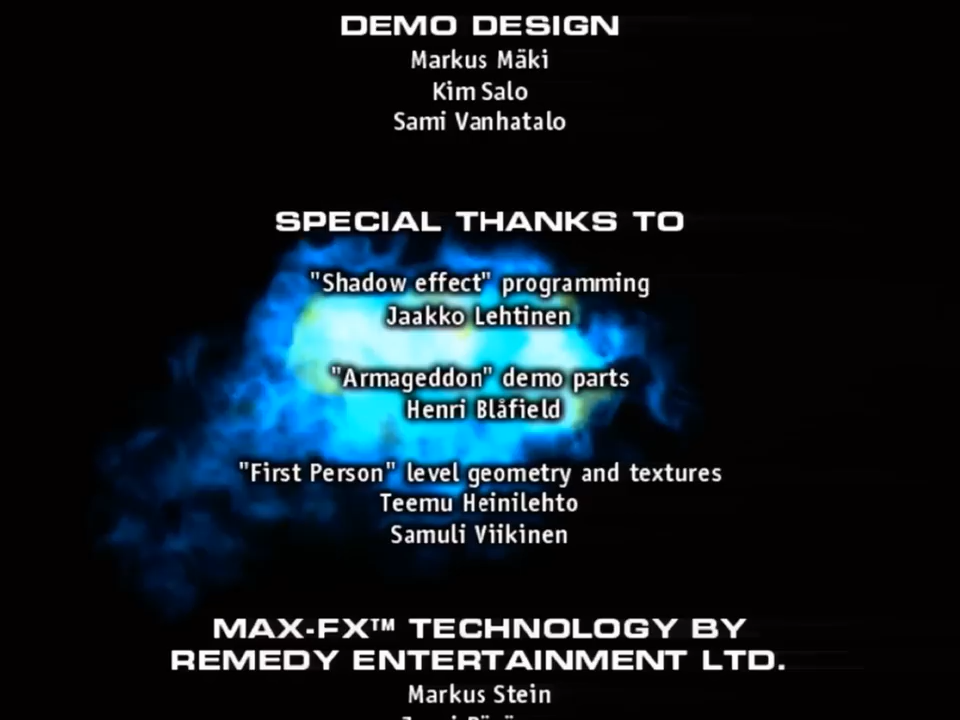 DEMO DESIGN
Markus Mäki
Kim Salo
Sami Vanhatalo
SPECIAL THANKS TO
"Shadow effect" programming
Jaakko Lehtinen
"Armageddon" demo parts
Henri Blåfield
"First Person" level geometry and textures
Teemu Heinilehto
Samuli Viikinen
MAX-FX™ TECHNOLOGY BY
REMEDY ENTERTAINMENT LTD.
Markus Stein